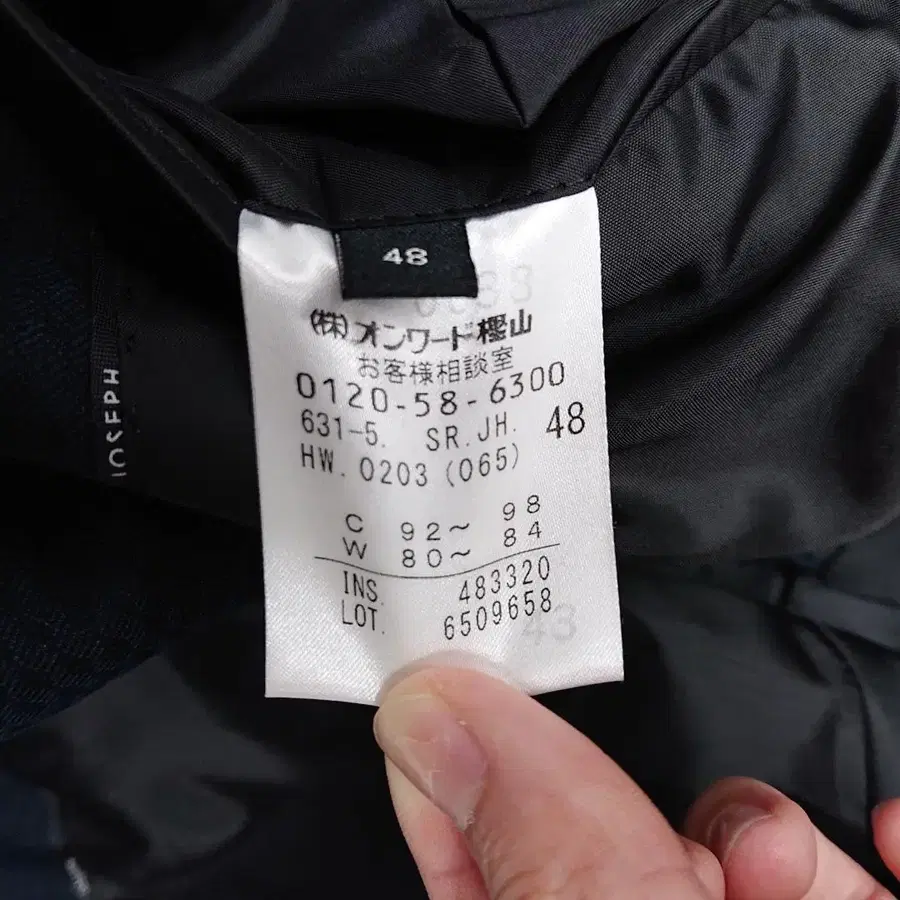 48
(株)オンワード樫山
お客様相談室
0120-58-6300
631-5. SR.JH. 48
HW. 0203 (065)
C 92〜 98
W 80〜 84
INS. 483320
LOT. 6509658
JOSEPH